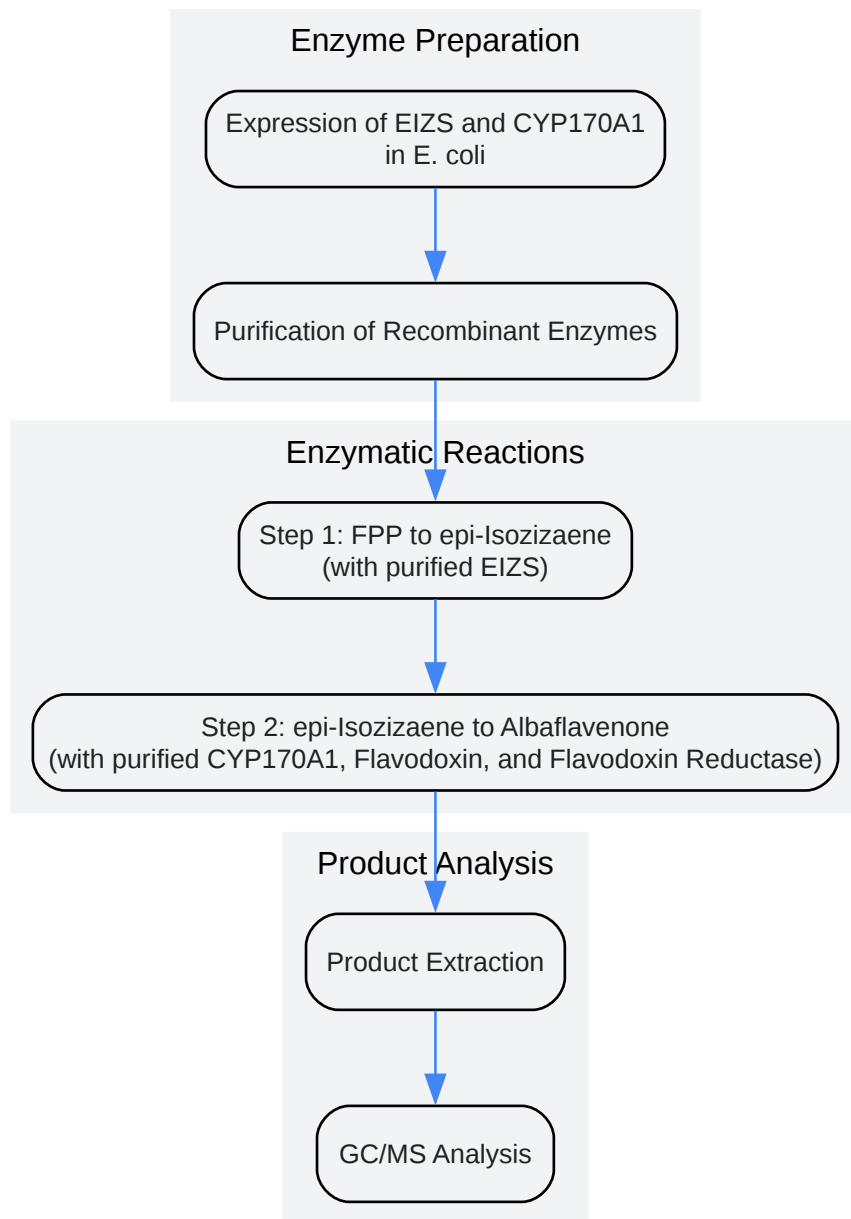 Enzyme Preparation
Expression of EIZS and CYP170A1
in E. coli
Purification of Recombinant Enzymes
Enzymatic Reactions
Step 1: FPP to epi-Isozizaene
(with purified EIZS)
Step 2: epi-Isozizaene to Albaflavenone
(with purified CYP170A1, Flavodoxin, and Flavodoxin Reductase)
Product Analysis
Product Extraction
GC/MS Analysis